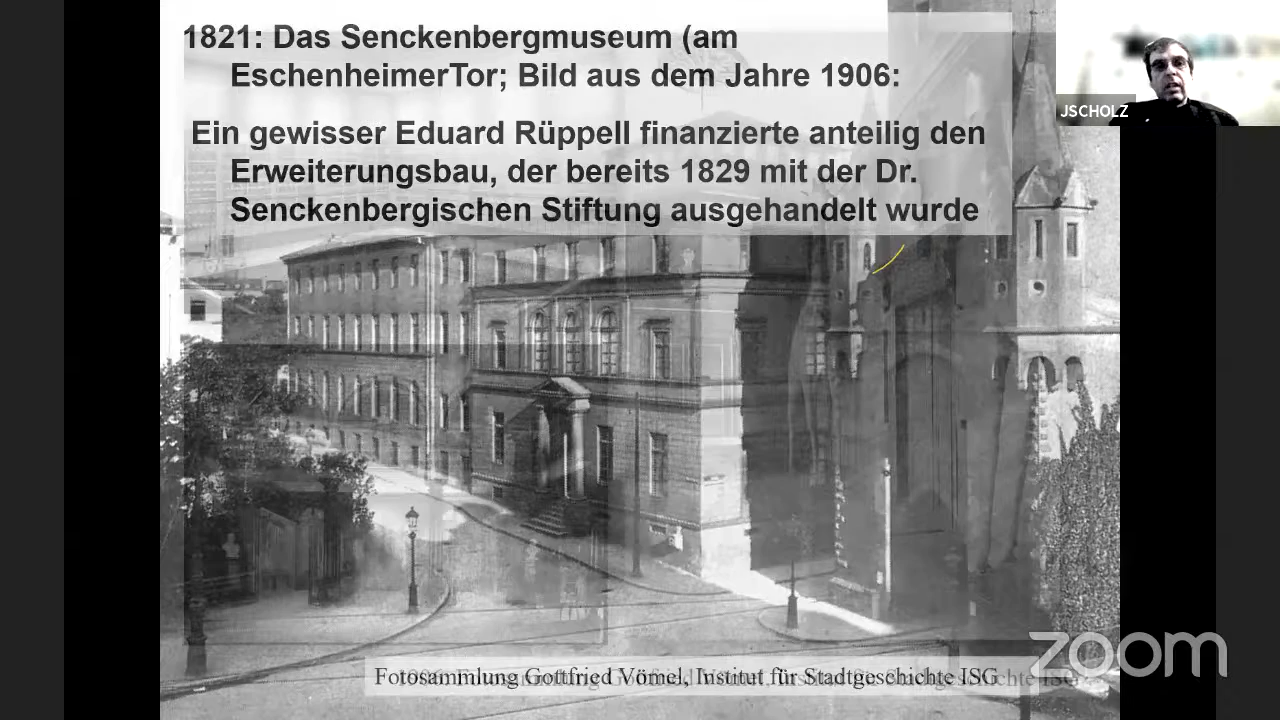 1821: Das Senckenbergmuseum (am
EschenheimerTor; Bild aus dem Jahre 1906:
Ein gewisser Eduard Rüppell finanzierte anteilig den
Erweiterungsbau, der bereits 1829 mit der Dr.
Senckenbergischen Stiftung ausgehandelt wurde
JSCHOLZ
Fotosammlung Gottfried Vömel, Institut für Stadtgeschichte ISG
zoom